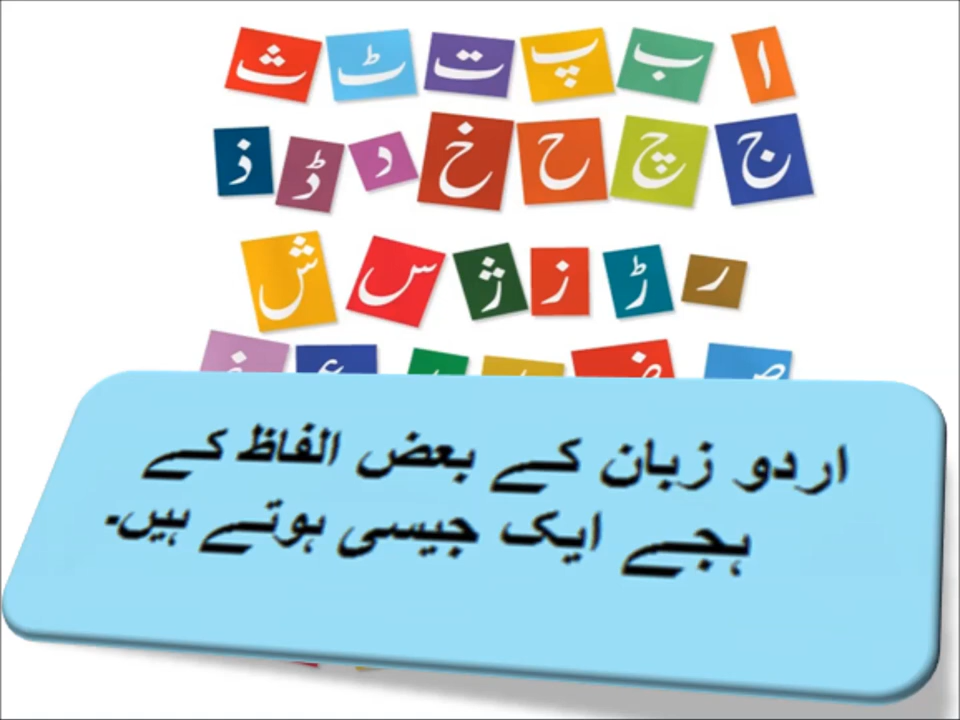 ا ب پ ت ٹ ث
ج چ ح خ د ڈ ذ
ر ڑ ز ژ س ش
اردو زبان کے بعض الفاظ کے
ہجے ایک جیسی ہوتے ہیں۔